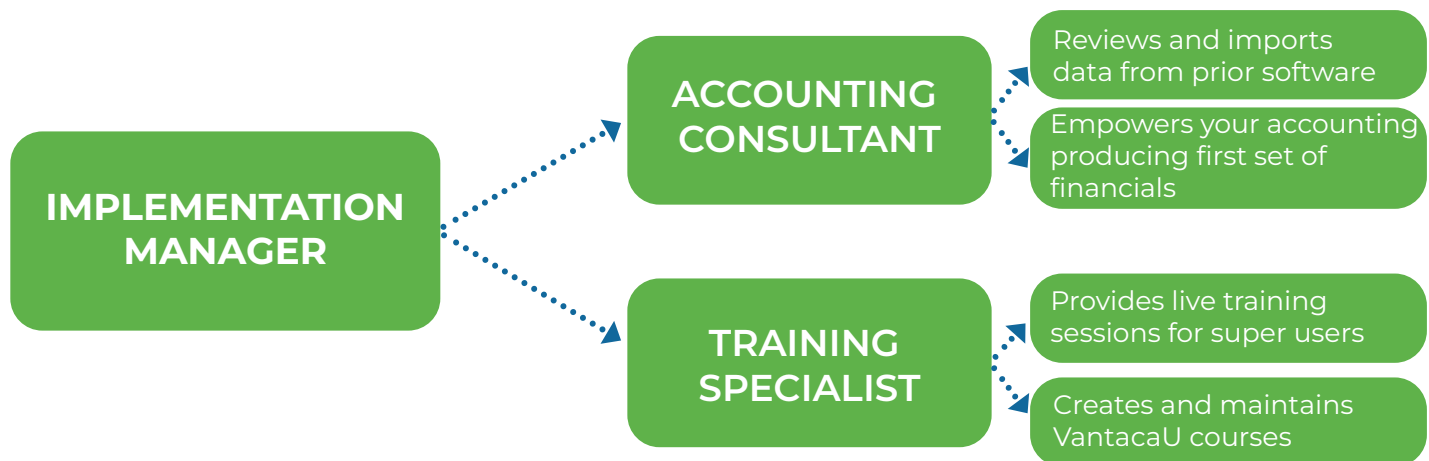 IMPLEMENTATION
MANAGER
ACCOUNTING
CONSULTANT
Reviews and imports
data from prior software
Empowers your accounting
producing first set of
financials
TRAINING
SPECIALIST
Provides live training
sessions for super users
Creates and maintains
VantacaU courses